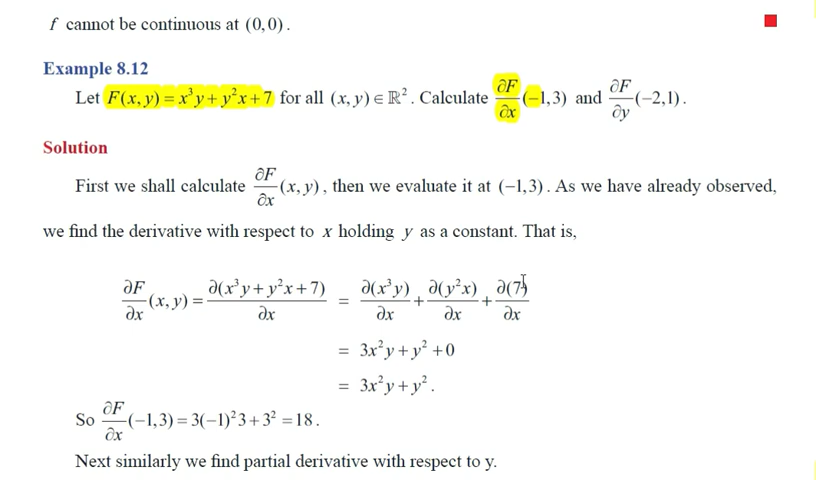 f cannot be continuous at (0,0).
Example 8.12
Let F(x,y) = x³y + y²x + 7 for all (x,y) ∈ ℝ². Calculate ∂F/∂x (−1,3) and ∂F/∂y (−2,1).
Solution
First we shall calculate ∂F/∂x (x,y), then we evaluate it at (−1,3). As we have already observed,
we find the derivative with respect to x holding y as a constant. That is,
∂F/∂x (x,y) = ∂(x³y + y²x + 7)/∂x = ∂(x³y)/∂x + ∂(y²x)/∂x + ∂(7)/∂x
= 3x²y + y² + 0
= 3x²y + y².
So ∂F/∂x (−1,3) = 3(−1)²3 + 3² = 18.
Next similarly we find partial derivative with respect to y.